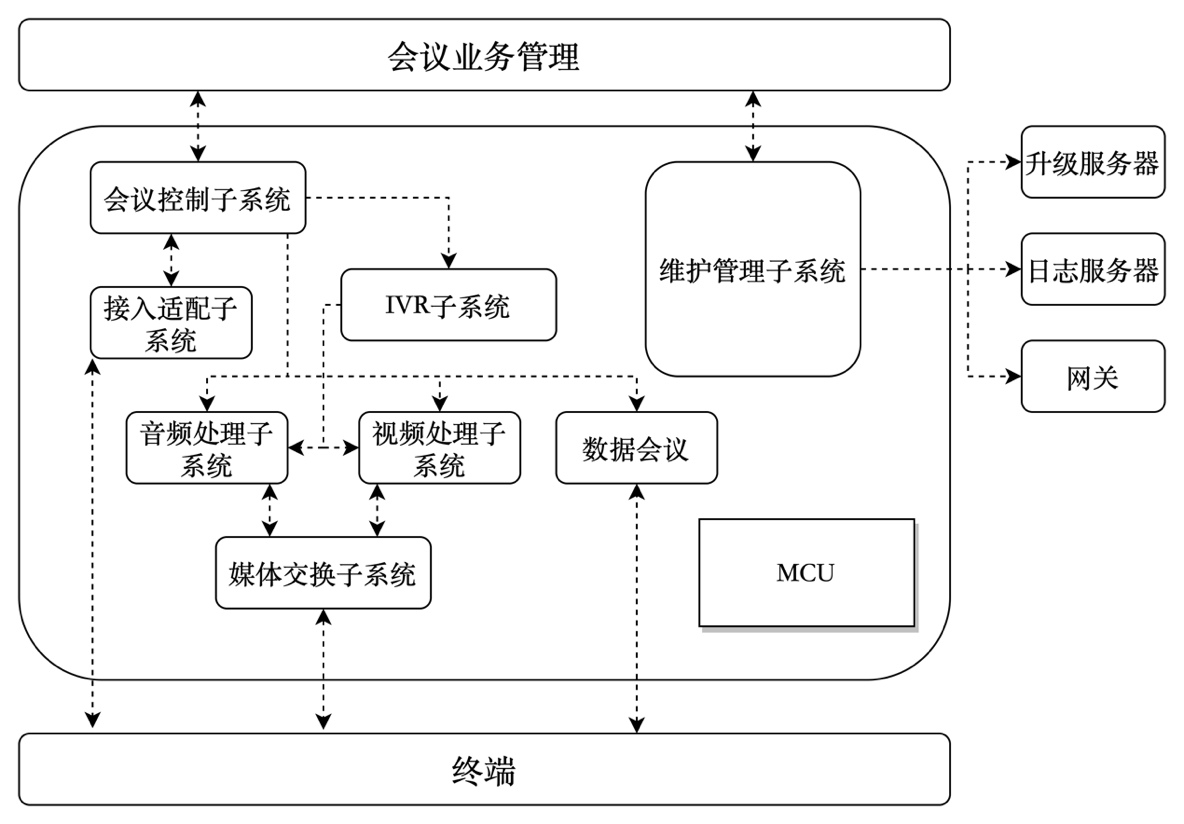 会议业务管理
会议控制子系统
维护管理子系统
升级服务器
日志服务器
网关
接入适配子
系统
IVR子系统
音频处理子
系统
视频处理子
系统
数据会议
媒体交换子系统
MCU
终端